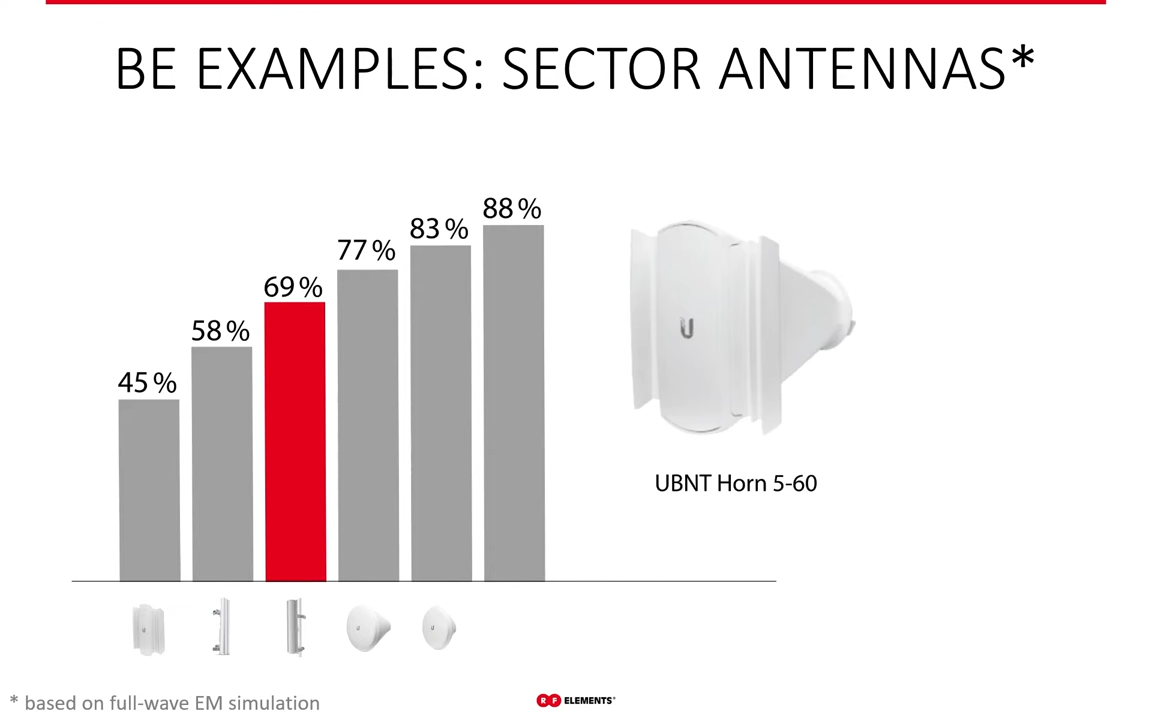 BE EXAMPLES: SECTOR ANTENNAS*
88 %
83 %
77 %
69 %
58 %
45 %
UBNT Horn 5-60
* based on full-wave EM simulation
RF ELEMENTS®